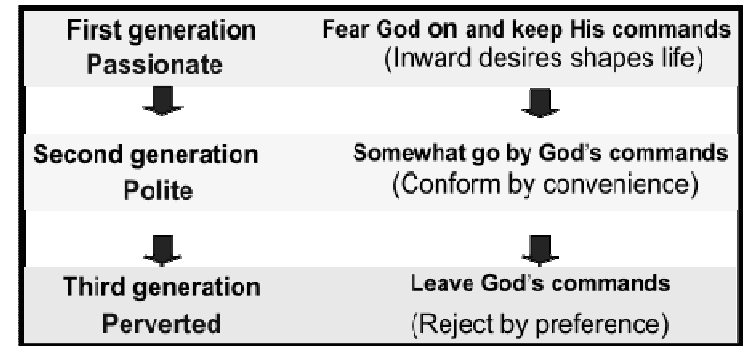 First generation
Passionate
Fear God on and keep His commands
(Inward desires shapes life)
Second generation
Polite
Somewhat go by God's commands
(Conform by convenience)
Third generation
Perverted
Leave God's commands
(Reject by preference)